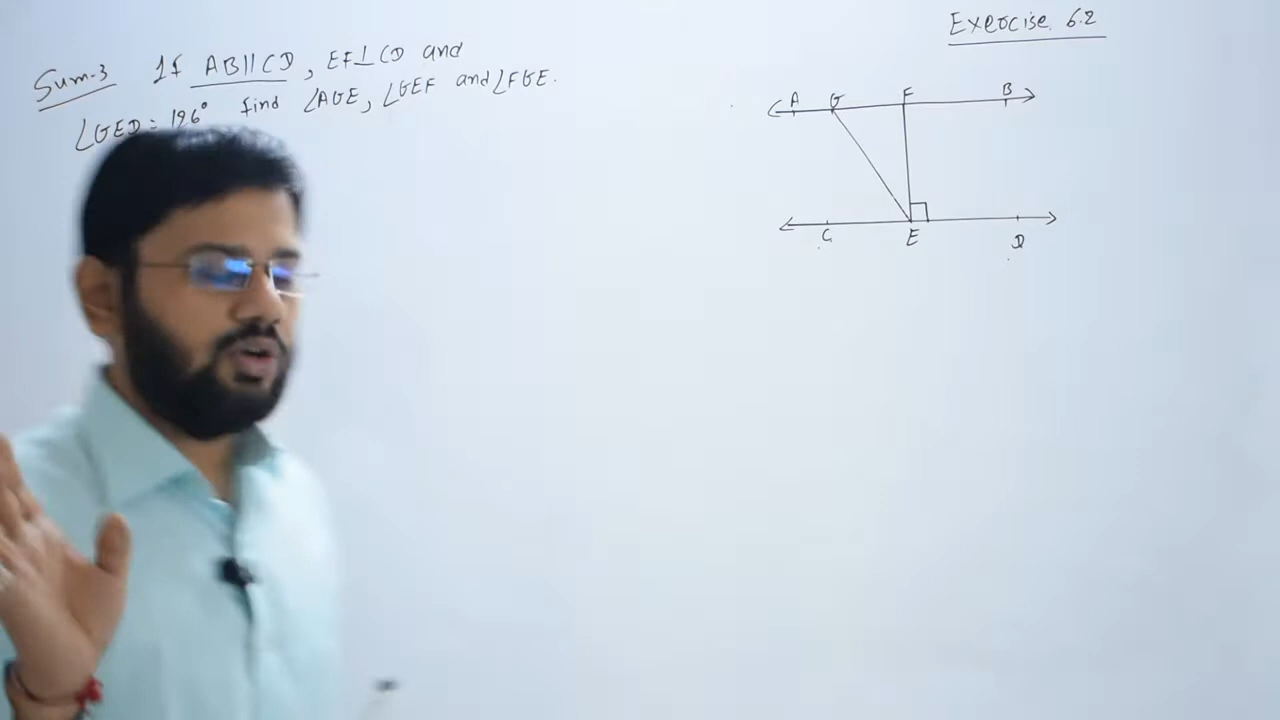 Exercise 6.2
Sum-3 If AB||CD, EF⊥CD and
∠GED = 126° find ∠AGE, ∠GEF and ∠FGE.
A G F B
C E D